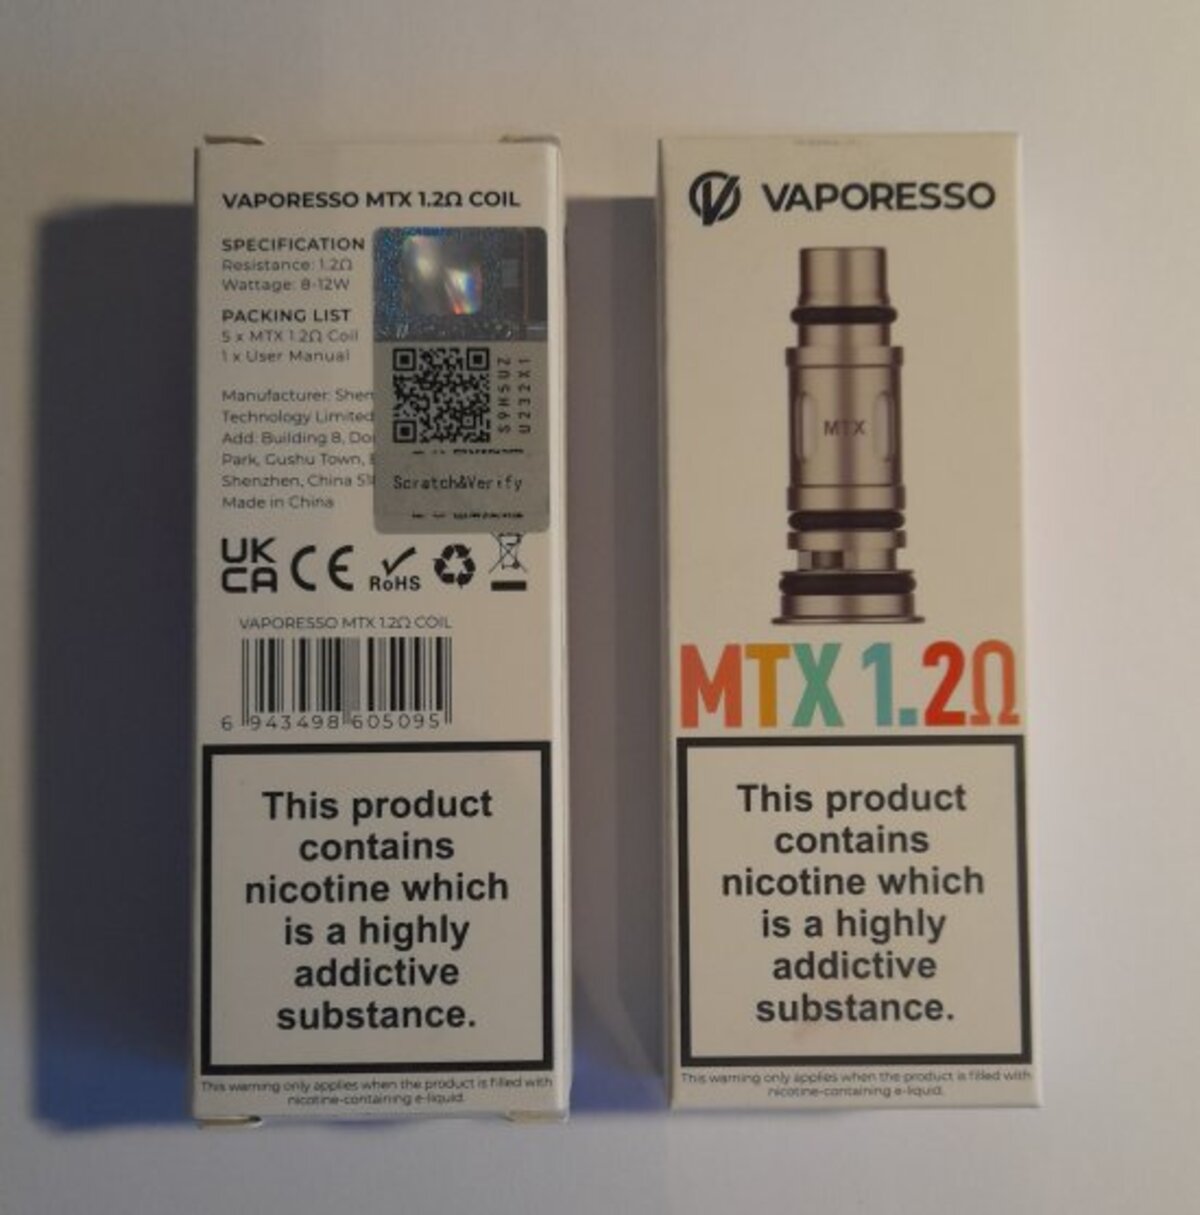 VAPORESSO MTX 1.2Ω COIL
SPECIFICATION
Resistance: 1.2Ω
Wattage: 8-12W
PACKING LIST
5 x MTX 1.2Ω Coil
1 x User Manual
Manufacturer: Shen
Technology Limited
Add: Building 8, Do
Park, Gushu Town,
Shenzhen, China 51
Made in China
S9H5UZ
U232X1
Scratch&Verify
UK
CA
CE
RoHS
VAPORESSO MTX 1.2Ω COIL
6 943498 605095
This product
contains
nicotine which
is a highly
addictive
substance.
This warning only applies when the product is filled with
nicotine-containing e-liquid.
VAPORESSO
MTX
MTX 1.2Ω
This product
contains
nicotine which
is a highly
addictive
substance.
This warning only applies when the product is filled with
nicotine-containing e-liquid.